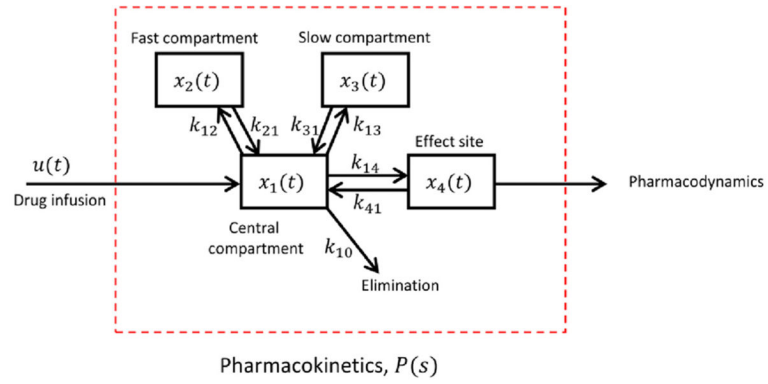 Fast compartment
Slow compartment
x₂(t)
x₃(t)
k₁₂
k₂₁
k₃₁
k₁₃
Effect site
u(t)
k₁₄
x₁(t)
x₄(t)
Pharmacodynamics
Drug infusion
k₄₁
Central
compartment
k₁₀
Elimination
Pharmacokinetics, P(s)